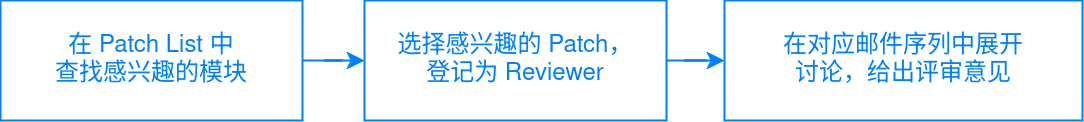 在 Patch List 中
查找感兴趣的模块
选择感兴趣的 Patch，
登记为 Reviewer
在对应邮件序列中展开
讨论，给出评审意见